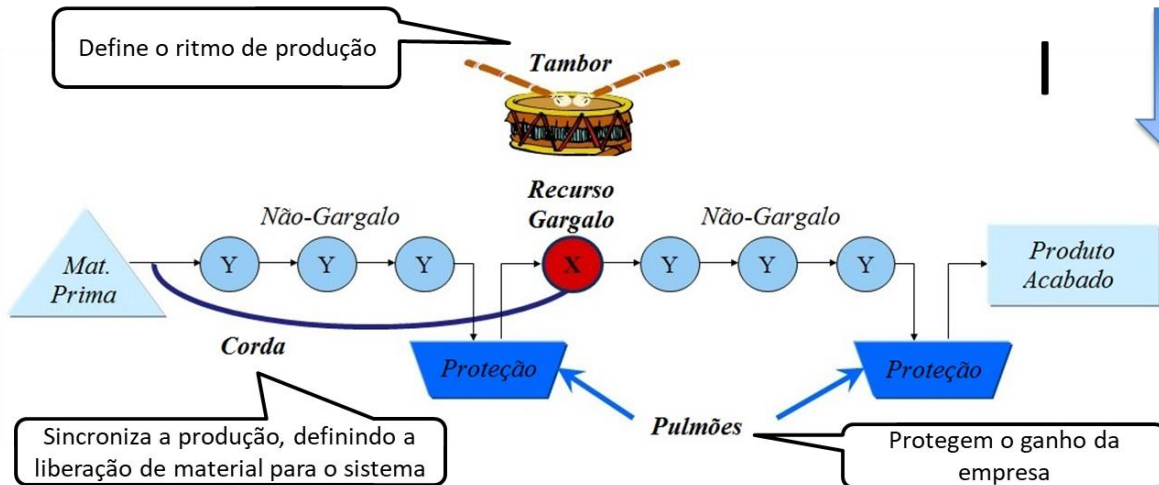 Define o ritmo de produção
Tambor
Recurso
Gargalo
Não-Gargalo
Não-Gargalo
Mat.
Prima
Y
Y
Y
X
Y
Y
Y
Produto
Acabado
Corda
Proteção
Proteção
Pulmões
Sincroniza a produção, definindo a
liberação de material para o sistema
Protegem o ganho da
empresa